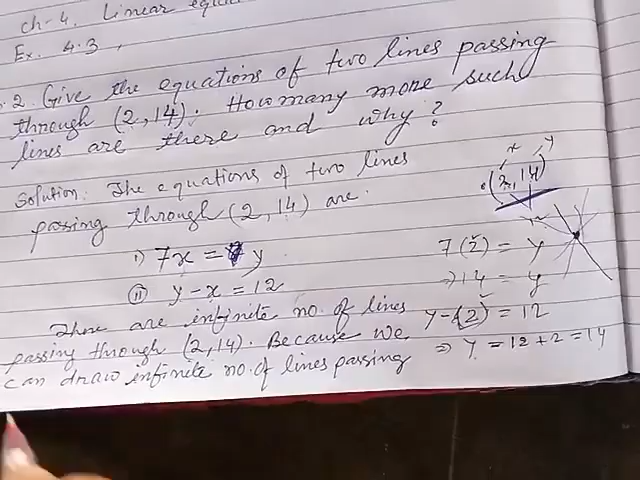 ch-4. Linear
Ex. 4.3,
.2. Give the equations of two lines passing
through (2,14). How many more such
lines are there and why?
Solution: The equations of two lines
passing through (2, 14) are.
x y
(2,14)
i) 7x = y
7(2) = y
(ii) y-x = 12
⇒ 14 = y
There are infinite no. of lines
y-(2) = 12
passing through (2,14). Because we
⇒ y = 12+2 = 14
can draw infinite no. of lines passing